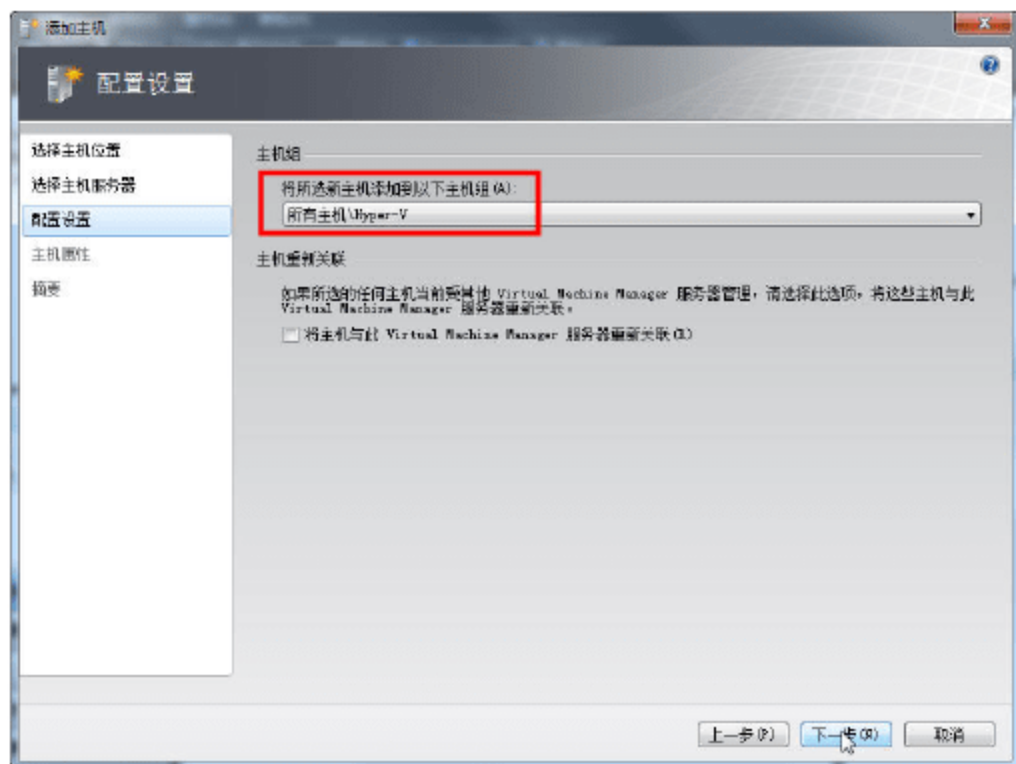 添加主机
配置设置
选择主机位置
选择主机服务器
配置设置
主机属性
摘要
主机组
将所选新主机添加到以下主机组(A):
所有主机\Hyper-V
主机重新关联
如果所选的任何主机当前受其他 Virtual Machine Manager 服务器管理，请选择此选项，将这些主机与此
Virtual Machine Manager 服务器重新关联。
将主机与此 Virtual Machine Manager 服务器重新关联(R)
上一步(P)
下一步(N)
取消